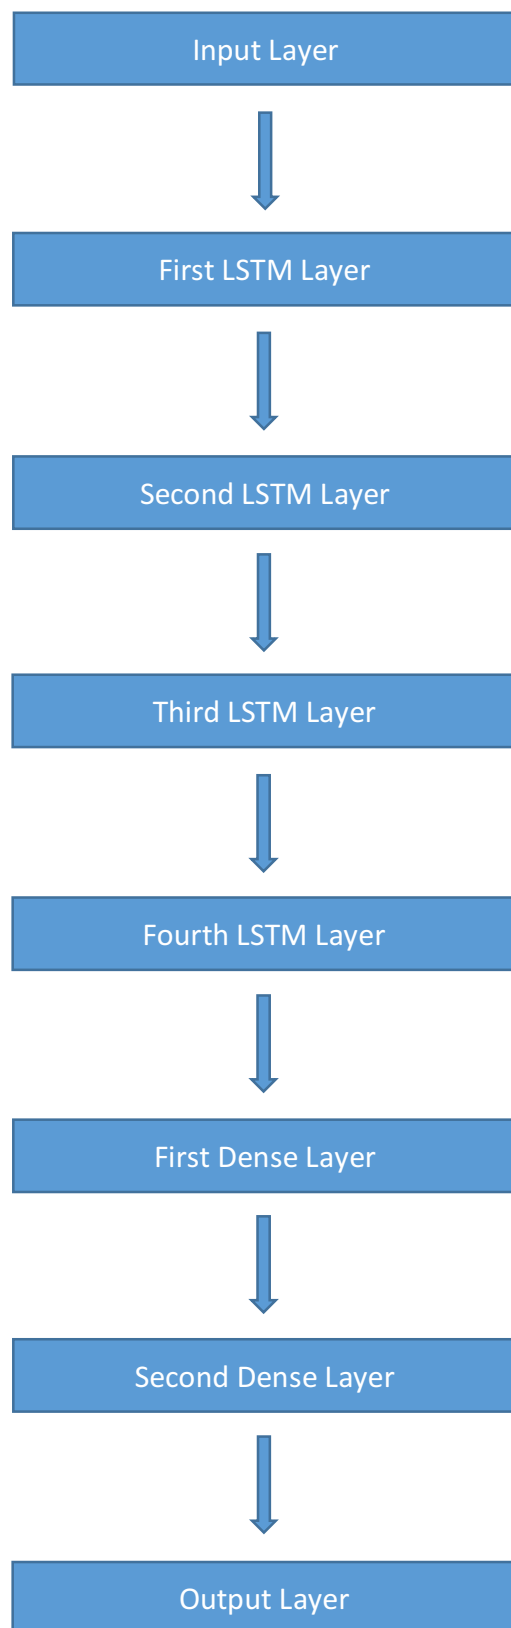 Input Layer
First LSTM Layer
Second LSTM Layer
Third LSTM Layer
Fourth LSTM Layer
First Dense Layer
Second Dense Layer
Output Layer